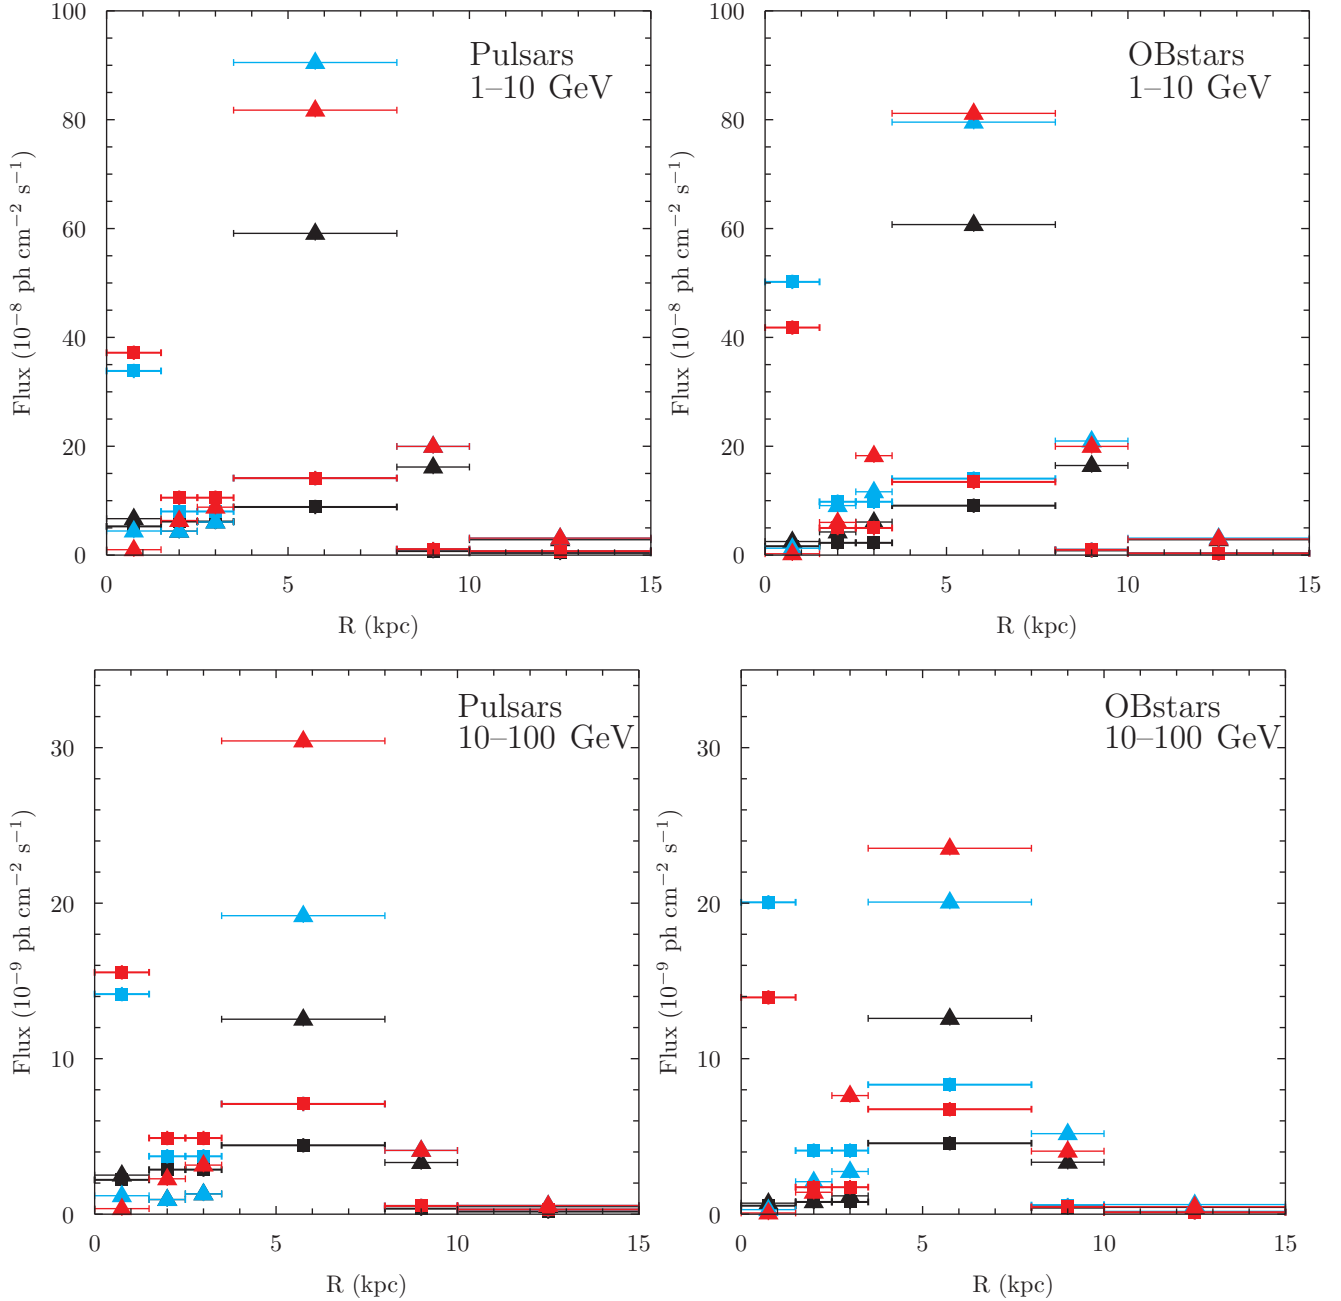 Pulsars
1–10 GeV
Flux (10⁻⁸ ph cm⁻² s⁻¹)
100
80
60
40
20
0
0 5 10 15
R (kpc)
OBstars
1–10 GeV
Flux (10⁻⁸ ph cm⁻² s⁻¹)
100
80
60
40
20
0
0 5 10 15
R (kpc)
Pulsars
10–100 GeV
Flux (10⁻⁹ ph cm⁻² s⁻¹)
30
20
10
0
0 5 10 15
R (kpc)
OBstars
10–100 GeV
Flux (10⁻⁹ ph cm⁻² s⁻¹)
30
20
10
0
0 5 10 15
R (kpc)